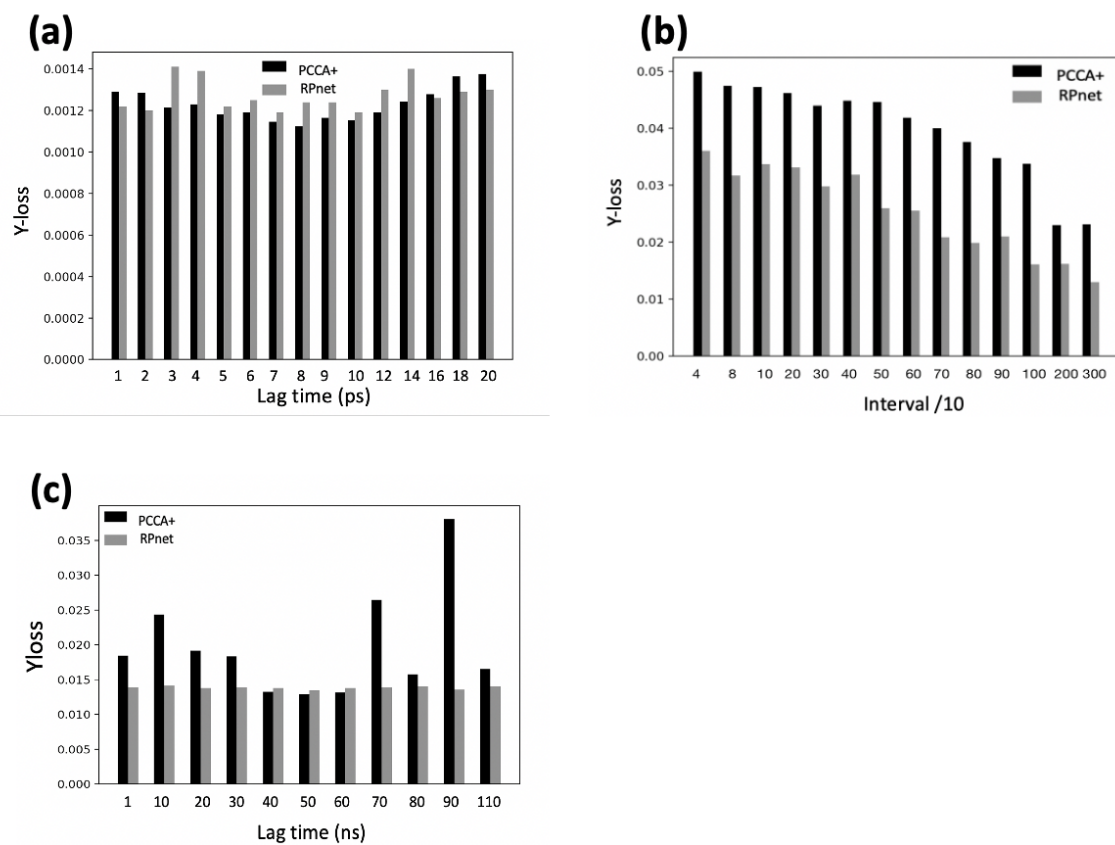 (a)
PCCA+
RPnet
0.0014
0.0012
0.0010
0.0008
0.0006
0.0004
0.0002
0.0000
Y-loss
1 2 3 4 5 6 7 8 9 10 12 14 16 18 20
Lag time (ps)
(b)
PCCA+
RPnet
0.05
0.04
0.03
0.02
0.01
0.00
Y-loss
4 8 10 20 30 40 50 60 70 80 90 100 200 300
Interval /10
(c)
PCCA+
RPnet
0.035
0.030
0.025
0.020
0.015
0.010
0.005
0.000
Yloss
1 10 20 30 40 50 60 70 80 90 110
Lag time (ns)